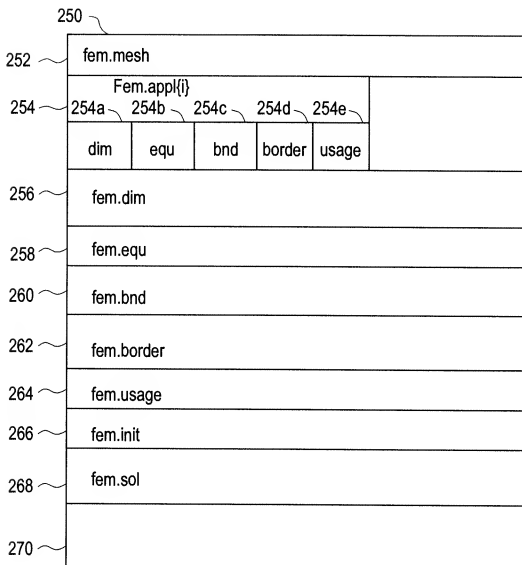 250
252 fem.mesh
Fem.appl{i}
254
254a 254b 254c 254d 254e
dim equ bnd border usage
256 fem.dim
258 fem.equ
260 fem.bnd
262 fem.border
264 fem.usage
266 fem.init
268 fem.sol
270